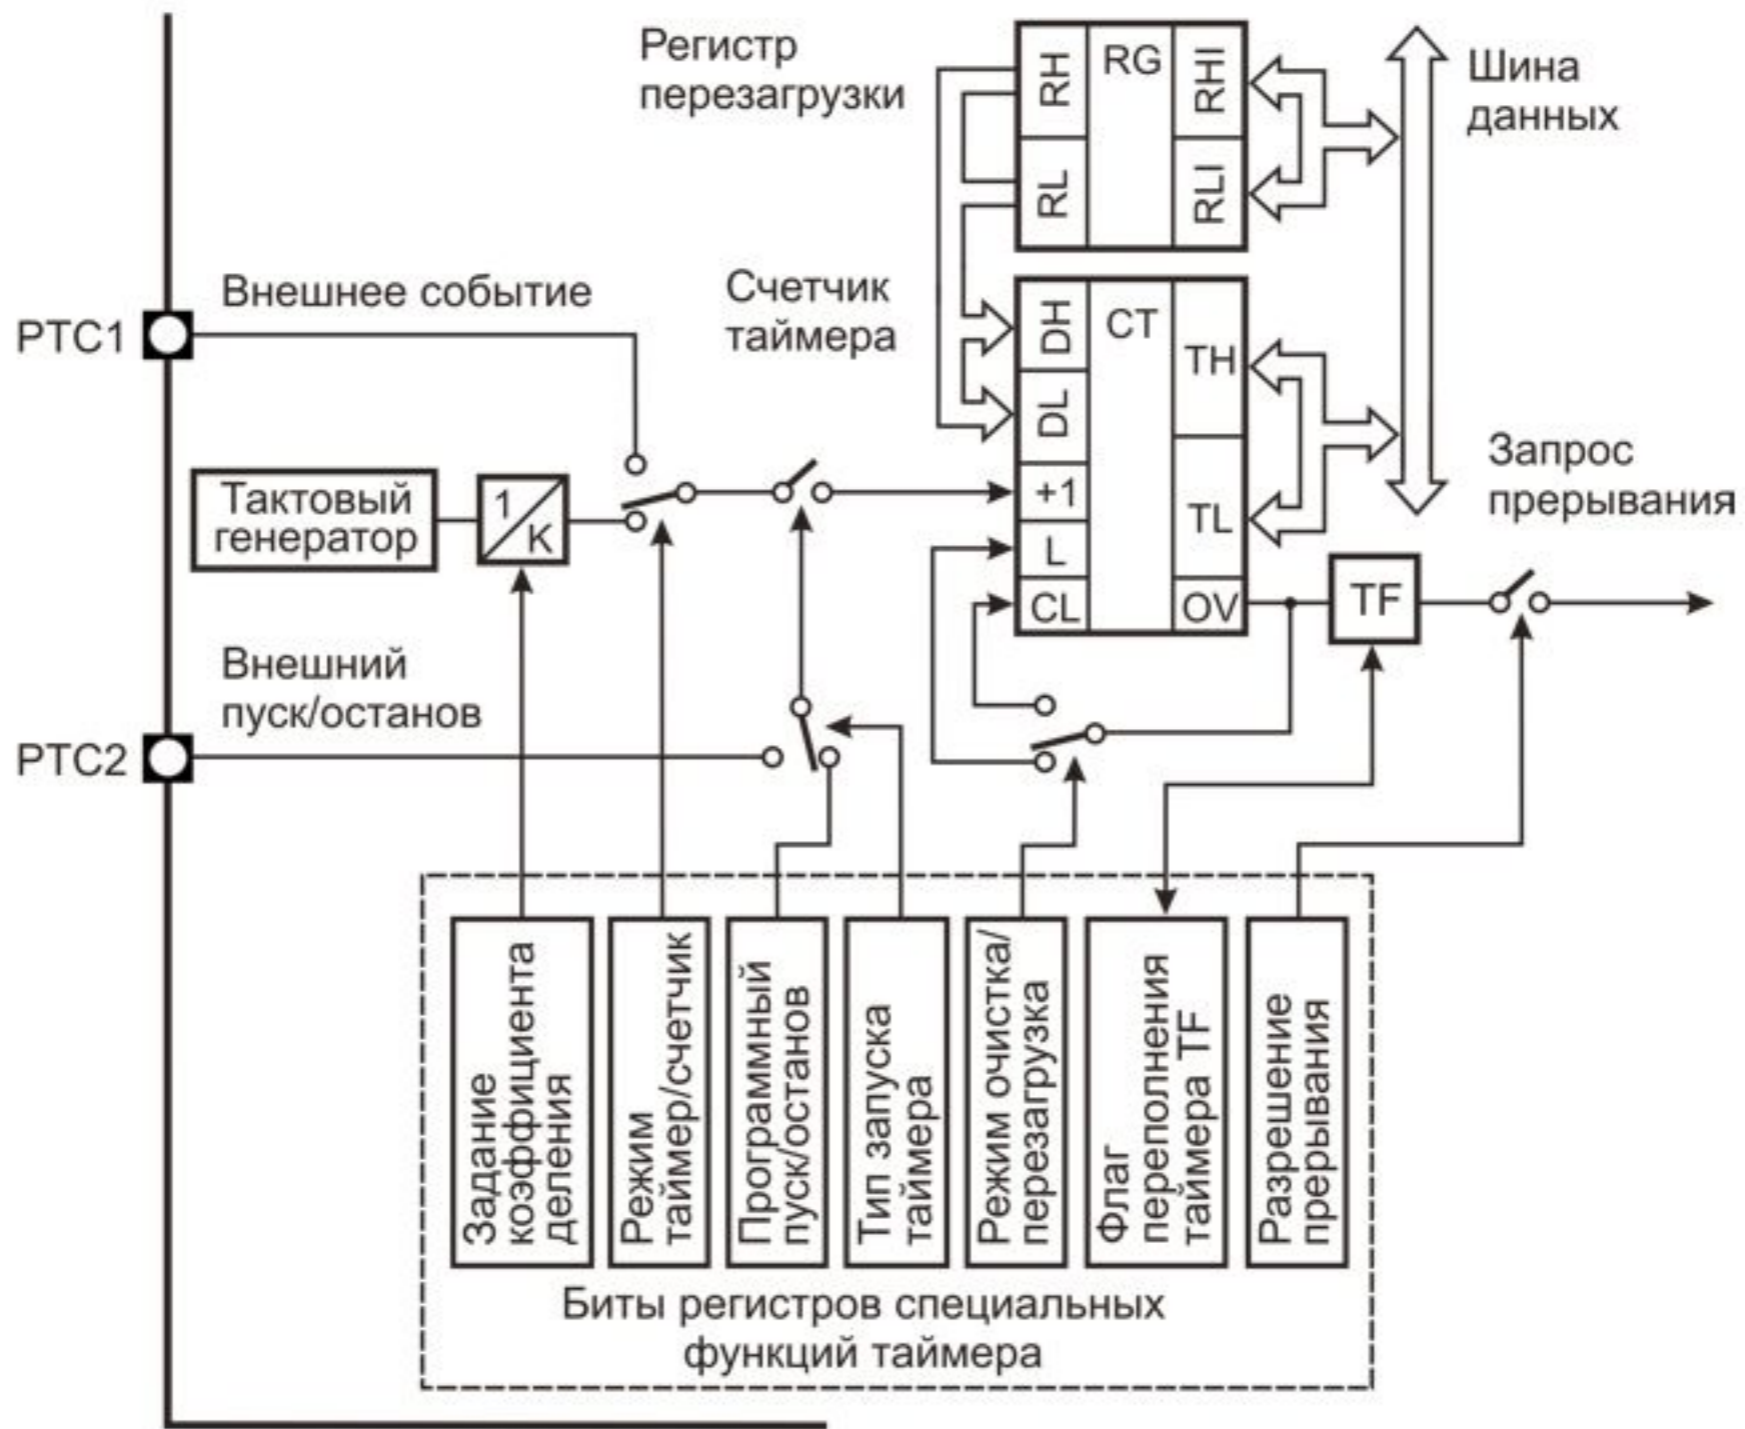 Регистр
перезагрузки
RH
RL
RG
RHI
RLI
Шина
данных
Внешнее событие
PTC1
Счетчик
таймера
DH
DL
+1
L
CL
CT
TH
TL
OV
Тактовый
генератор
1
K
Запрос
прерывания
TF
Внешний
пуск/останов
PTC2
Задание
коэффициента
деления
Режим
таймер/счетчик
Программный
пуск/останов
Тип запуска
таймера
Режим очистка/
перезагрузка
Флаг
переполнения
таймера TF
Разрешение
прерывания
Биты регистров специальных
функций таймера